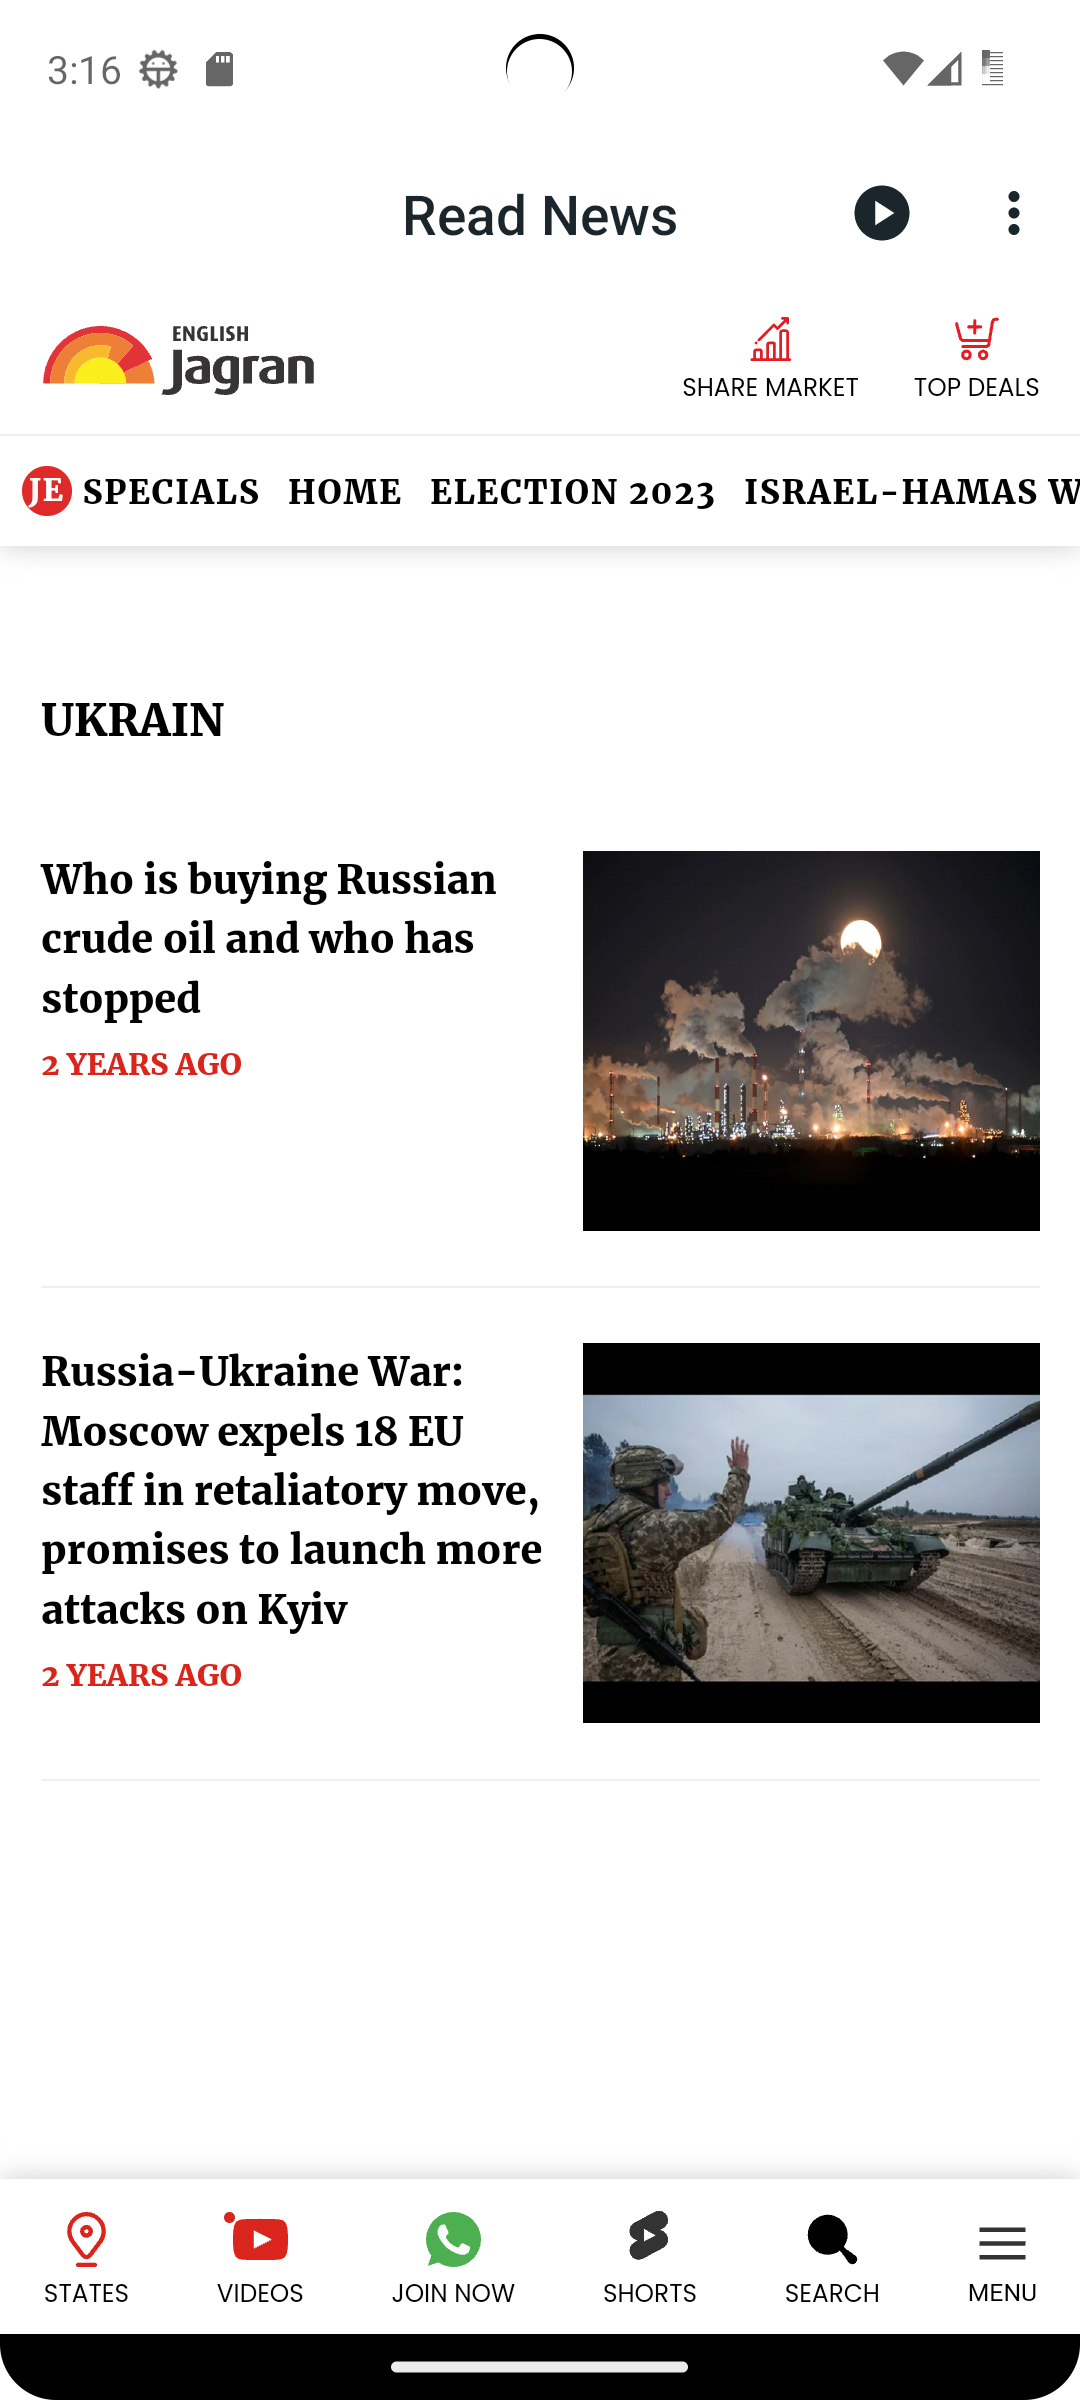 3:16
Read News
ENGLISH
Jagran
SHARE MARKET
TOP DEALS
JE SPECIALS HOME ELECTION 2023 ISRAEL-HAMAS W
UKRAIN
Who is buying Russian
crude oil and who has
stopped
2 YEARS AGO
Russia-Ukraine War:
Moscow expels 18 EU
staff in retaliatory move,
promises to launch more
attacks on Kyiv
2 YEARS AGO
STATES
VIDEOS
JOIN NOW
SHORTS
SEARCH
MENU